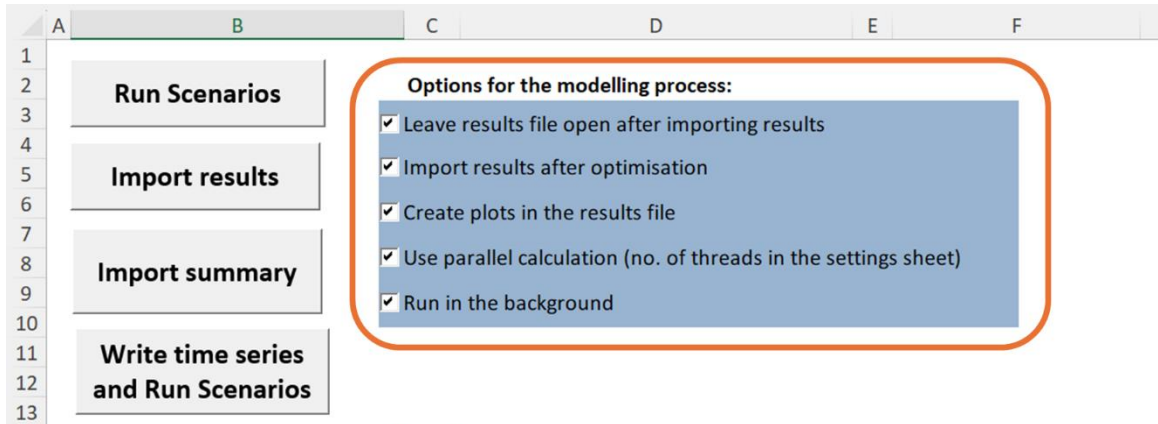 A B C D E F
1
2
3
4
5
6
7
8
9
10
11
12
13
Run Scenarios
Import results
Import summary
Write time series
and Run Scenarios
Options for the modelling process:
Leave results file open after importing results
Import results after optimisation
Create plots in the results file
Use parallel calculation (no. of threads in the settings sheet)
Run in the background